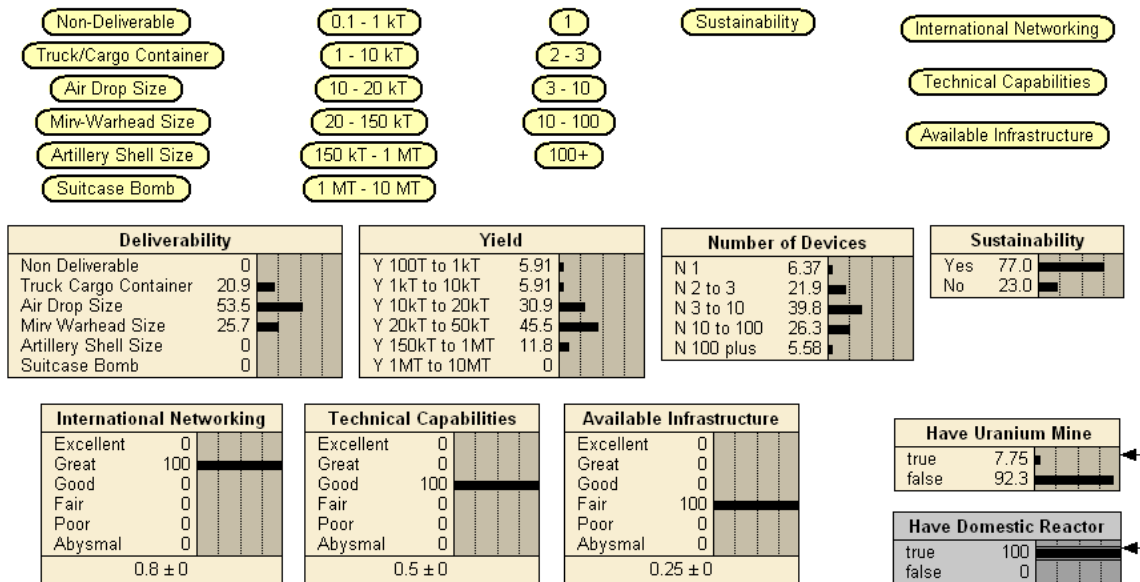 Non-Deliverable
0.1 - 1 kT
1
Sustainability
International Networking
Truck/Cargo Container
1 - 10 kT
2 - 3
Air Drop Size
10 - 20 kT
3 - 10
Technical Capabilities
Mirv-Warhead Size
20 - 150 kT
10 - 100
Available Infrastructure
Artillery Shell Size
150 kT - 1 MT
100+
Suitcase Bomb
1 MT - 10 MT
Deliverability
Non Deliverable 0
Truck Cargo Container 20.9
Air Drop Size 53.5
Mirv Warhead Size 25.7
Artillery Shell Size 0
Suitcase Bomb 0
Yield
Y 100T to 1kT 5.91
Y 1kT to 10kT 5.91
Y 10kT to 20kT 30.9
Y 20kT to 50kT 45.5
Y 150kT to 1MT 11.8
Y 1MT to 10MT 0
Number of Devices
N 1 6.37
N 2 to 3 21.9
N 3 to 10 39.8
N 10 to 100 26.3
N 100 plus 5.58
Sustainability
Yes 77.0
No 23.0
International Networking
Excellent 0
Great 100
Good 0
Fair 0
Poor 0
Abysmal 0
0.8 ± 0
Technical Capabilities
Excellent 0
Great 0
Good 100
Fair 0
Poor 0
Abysmal 0
0.5 ± 0
Available Infrastructure
Excellent 0
Great 0
Good 0
Fair 100
Poor 0
Abysmal 0
0.25 ± 0
Have Uranium Mine
true 7.75
false 92.3
Have Domestic Reactor
true 100
false 0